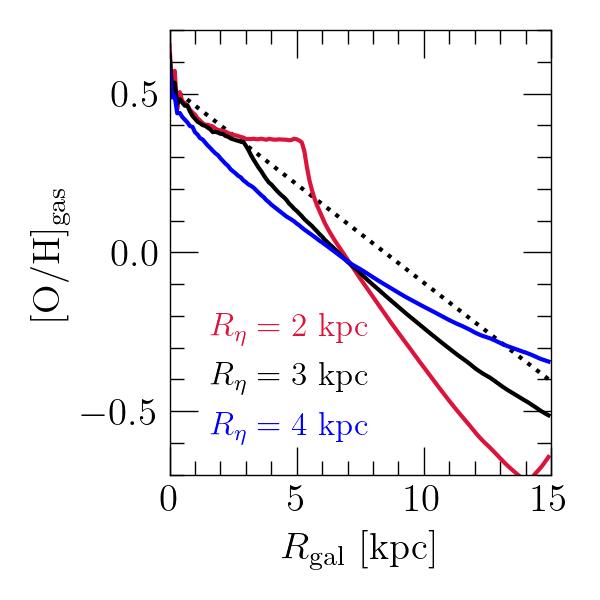 0.5
0.0
−0.5
[O/H]gas
Rη = 2 kpc
Rη = 3 kpc
Rη = 4 kpc
0 5 10 15
Rgal [kpc]